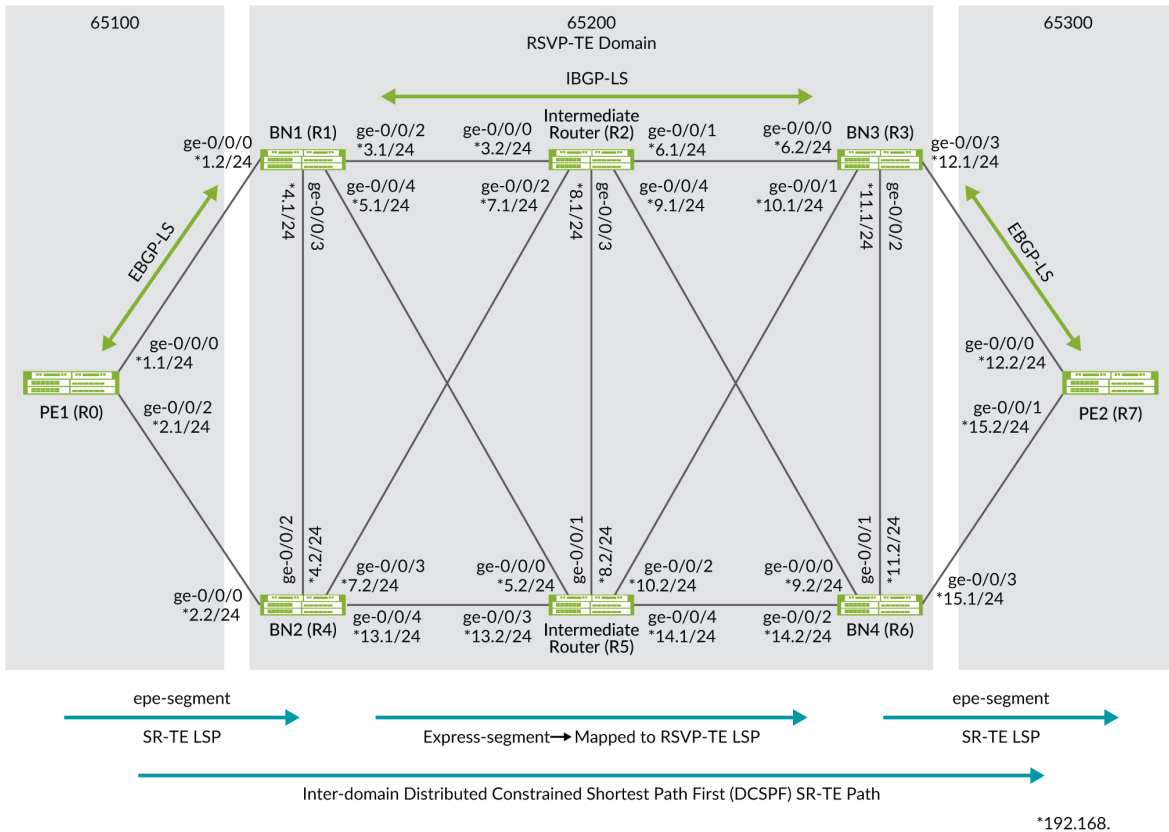 65100
65200
65300
RSVP-TE Domain
IBGP-LS
BN1 (R1)
ge-0/0/2
*3.1/24
ge-0/0/0
*3.2/24
Intermediate
Router (R2)
ge-0/0/1
*6.1/24
ge-0/0/0
*6.2/24
BN3 (R3)
ge-0/0/0
*1.2/24
ge-0/0/3
*12.1/24
*4.1/24
ge-0/0/3
ge-0/0/4
*5.1/24
ge-0/0/2
*7.1/24
*8.1/24
ge-0/0/3
ge-0/0/4
*9.1/24
ge-0/0/1
*10.1/24
*11.1/24
ge-0/0/2
EBGP-LS
EBGP-LS
ge-0/0/0
*1.1/24
PE1 (R0)
ge-0/0/2
*2.1/24
ge-0/0/0
*12.2/24
PE2 (R7)
ge-0/0/1
*15.2/24
ge-0/0/2
*4.2/24
ge-0/0/3
*7.2/24
ge-0/0/0
*5.2/24
ge-0/0/1
*8.2/24
ge-0/0/2
*10.2/24
ge-0/0/0
*9.2/24
ge-0/0/1
*11.2/24
ge-0/0/0
*2.2/24
BN2 (R4)
ge-0/0/4
*13.1/24
ge-0/0/3
*13.2/24
Intermediate
Router (R5)
ge-0/0/4
*14.1/24
ge-0/0/2
*14.2/24
BN4 (R6)
ge-0/0/3
*15.1/24
epe-segment
SR-TE LSP
Express-segment→Mapped to RSVP-TE LSP
epe-segment
SR-TE LSP
Inter-domain Distributed Constrained Shortest Path First (DCSPF) SR-TE Path
*192.168.